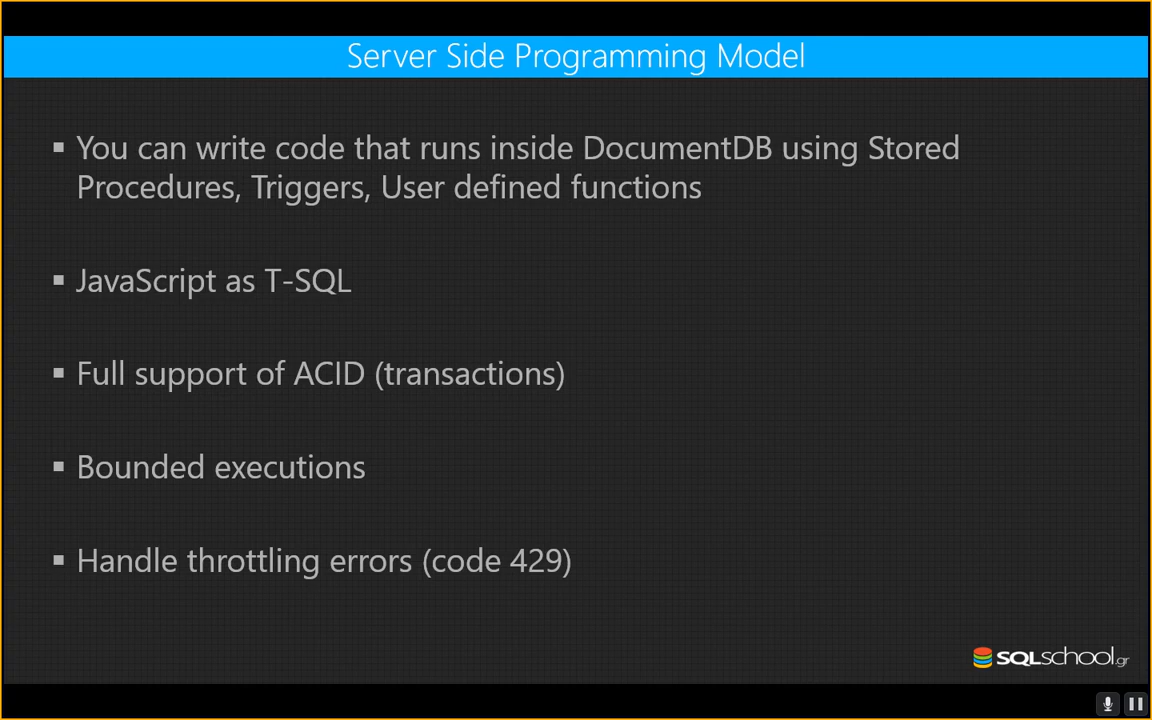 Server Side Programming Model
▪ You can write code that runs inside DocumentDB using Stored
Procedures, Triggers, User defined functions
▪ JavaScript as T-SQL
▪ Full support of ACID (transactions)
▪ Bounded executions
▪ Handle throttling errors (code 429)
SQLschool.gr